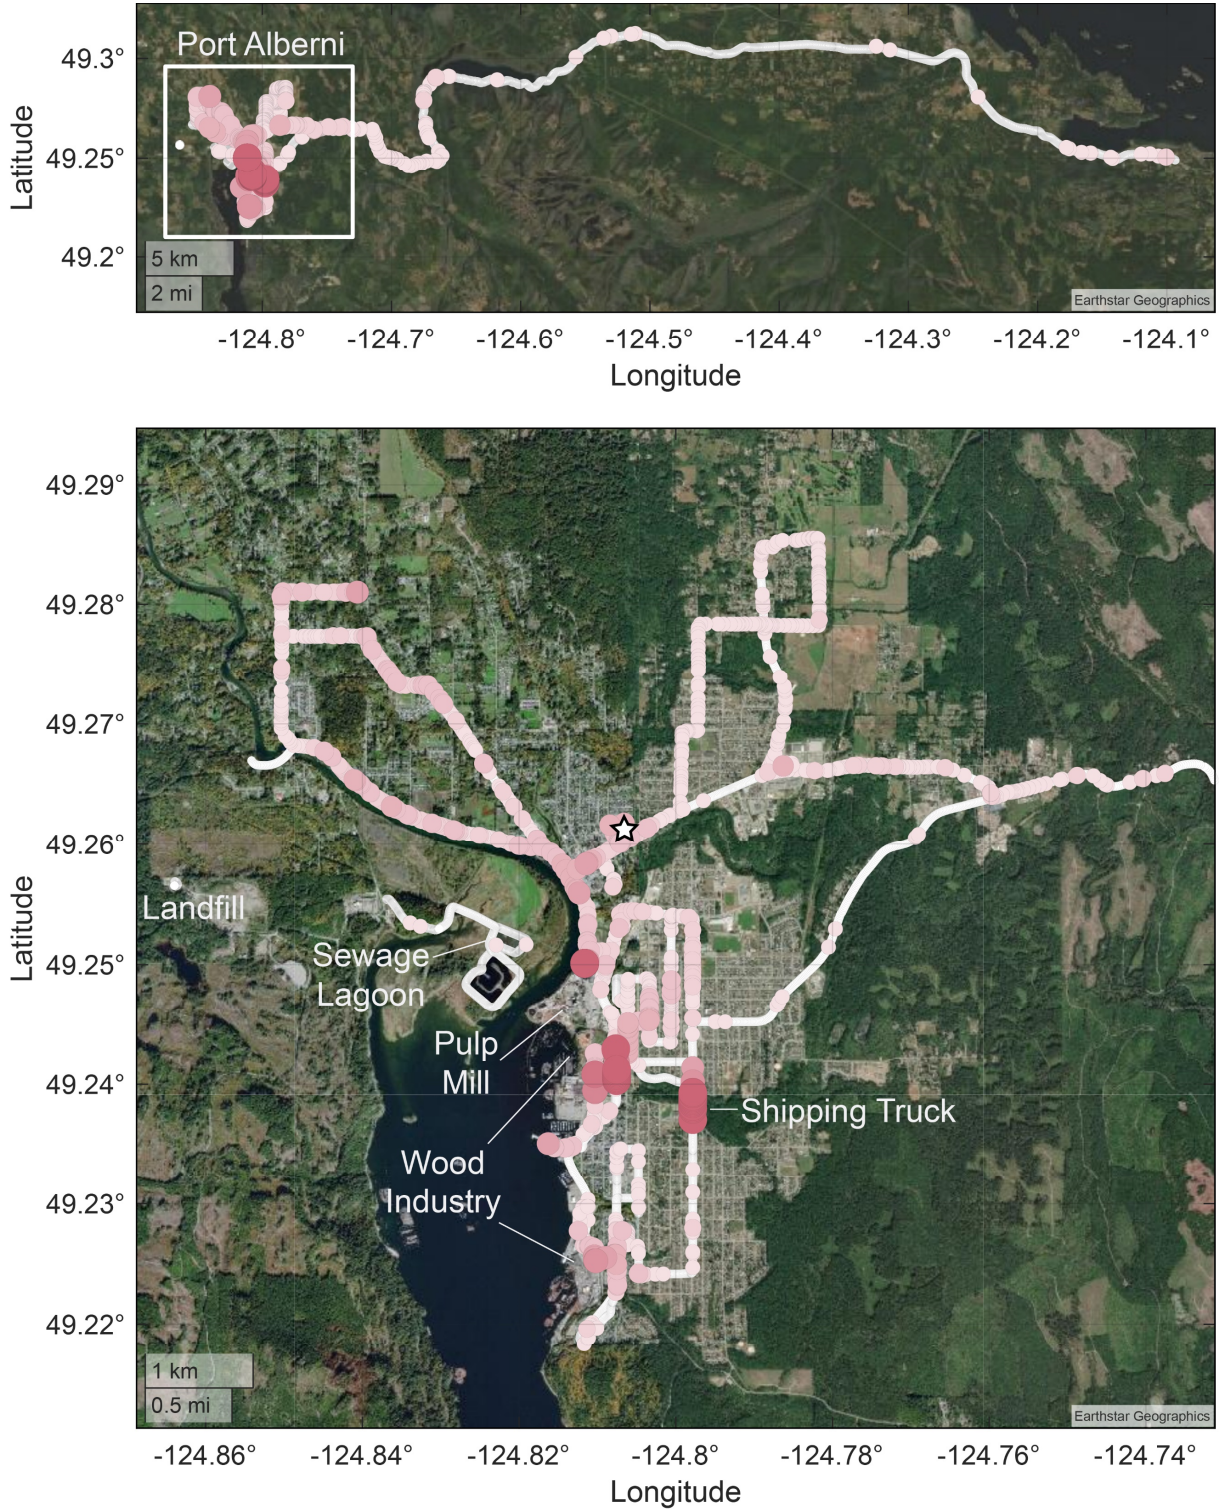 Port Alberni
49.3°
49.25°
49.2°
Latitude
5 km
2 mi
Earthstar Geographics
-124.8° -124.7° -124.6° -124.5° -124.4° -124.3° -124.2° -124.1°
Longitude
49.29°
49.28°
49.27°
49.26°
49.25°
49.24°
49.23°
49.22°
Latitude
Landfill
Sewage
Lagoon
Pulp
Mill
Shipping Truck
Wood
Industry
1 km
0.5 mi
Earthstar Geographics
-124.86° -124.84° -124.82° -124.8° -124.78° -124.76° -124.74°
Longitude